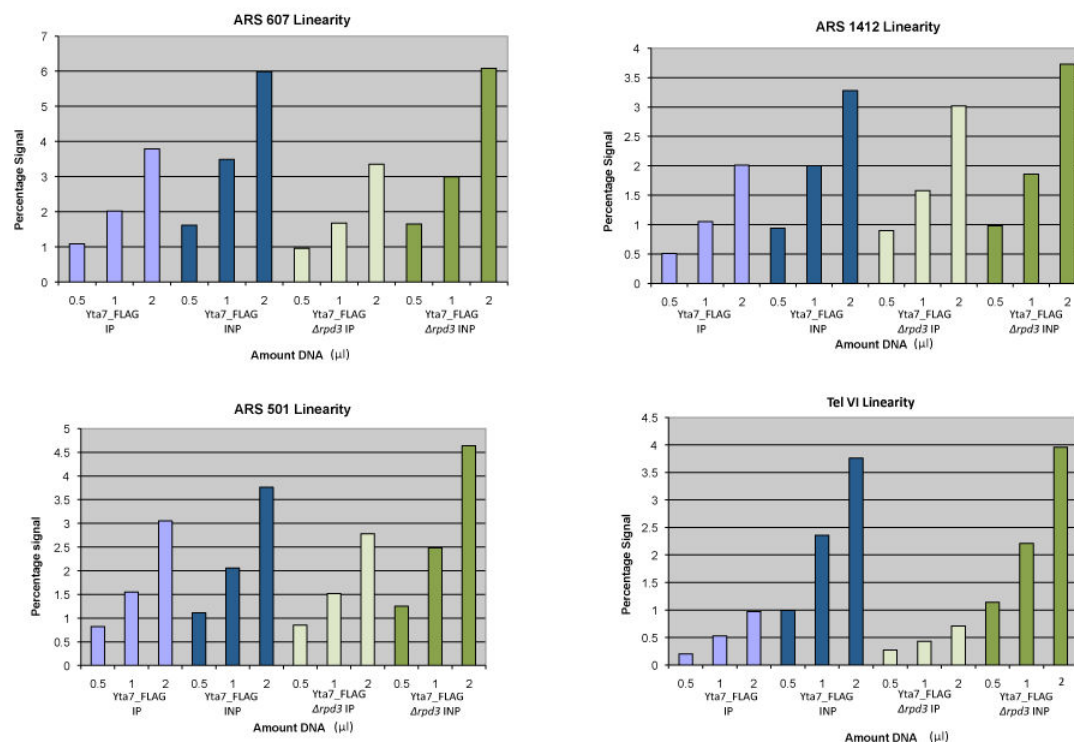 ARS 607 Linearity
Percentage Signal
7
6
5
4
3
2
1
0
0.5 1 2 0.5 1 2 0.5 1 2 0.5 1 2
Yta7_FLAG Yta7_FLAG Yta7_FLAG Yta7_FLAG
IP INP Δrpd3 IP Δrpd3 INP
Amount DNA (μl)
ARS 1412 Linearity
Percentage Signal
4
3.5
3
2.5
2
1.5
1
0.5
0
0.5 1 2 0.5 1 2 0.5 1 2 0.5 1 2
Yta7_FLAG Yta7_FLAG Yta7_FLAG Yta7_FLAG
IP INP Δrpd3 IP Δrpd3 INP
Amount DNA (μl)
ARS 501 Linearity
Percentage signal
5
4.5
4
3.5
3
2.5
2
1.5
1
0.5
0
0.5 1 2 0.5 1 2 0.5 1 2 0.5 1 2
Yta7_FLAG Yta7_FLAG Yta7_FLAG Yta7_FLAG
IP INP Δrpd3 IP Δrpd3 INP
Amount DNA (μl)
Tel VI Linearity
Percentage Signal
4.5
4
3.5
3
2.5
2
1.5
1
0.5
0
0.5 1 2 0.5 1 2 0.5 1 2 0.5 1 2
Yta7_FLAG Yta7_FLAG Yta7_FLAG Yta7_FLAG
IP INP Δrpd3 IP Δrpd3 INP
Amount DNA (μl)